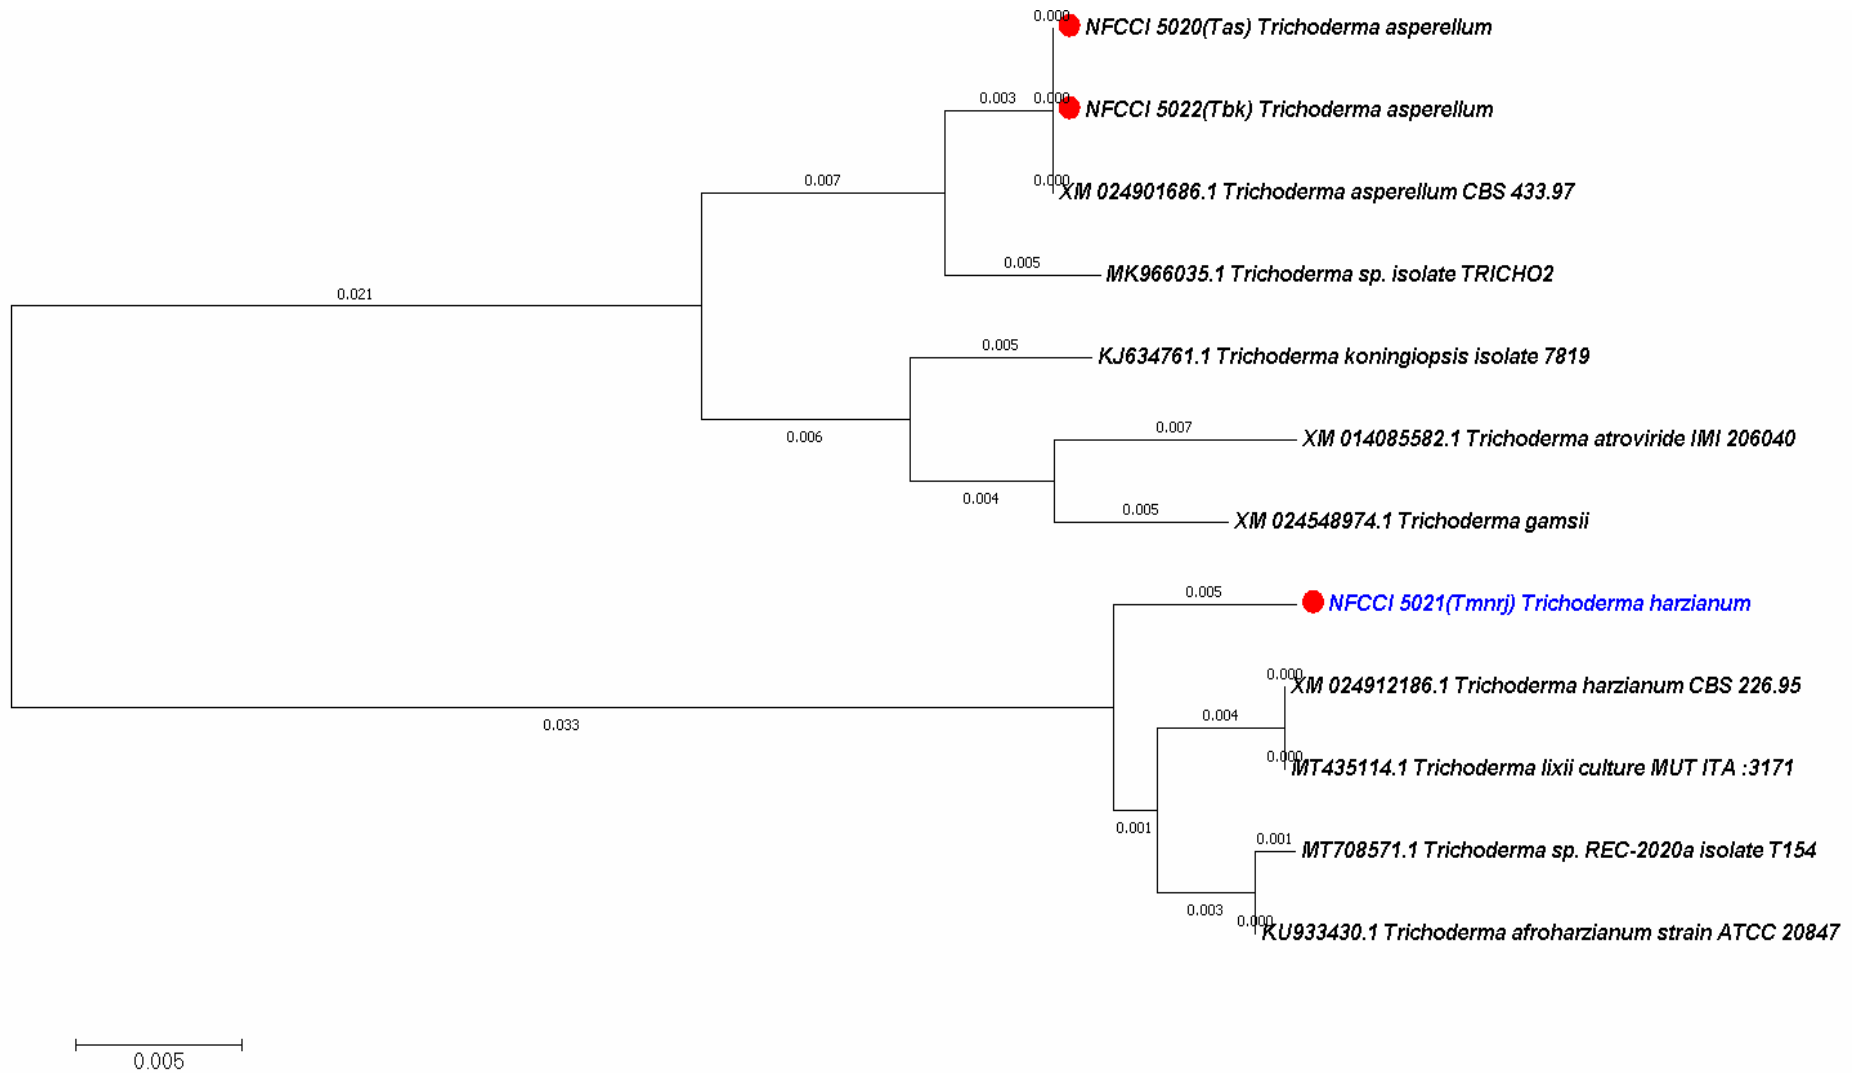 0.000
NFCCI 5020(Tas) Trichoderma asperellum
0.003
0.000
NFCCI 5022(Tbk) Trichoderma asperellum
0.007
0.000
XM 024901686.1 Trichoderma asperellum CBS 433.97
0.005
MK966035.1 Trichoderma sp. isolate TRICHO2
0.021
0.005
KJ634761.1 Trichoderma koningiopsis isolate 7819
0.006
0.007
XM 014085582.1 Trichoderma atroviride IMI 206040
0.004
0.005
XM 024548974.1 Trichoderma gamsii
0.005
NFCCI 5021(Tmnrj) Trichoderma harzianum
0.000
XM 024912186.1 Trichoderma harzianum CBS 226.95
0.033
0.004
0.000
MT435114.1 Trichoderma lixii culture MUT ITA :3171
0.001
0.001
MT708571.1 Trichoderma sp. REC-2020a isolate T154
0.003
0.000
KU933430.1 Trichoderma afroharzianum strain ATCC 20847
0.005